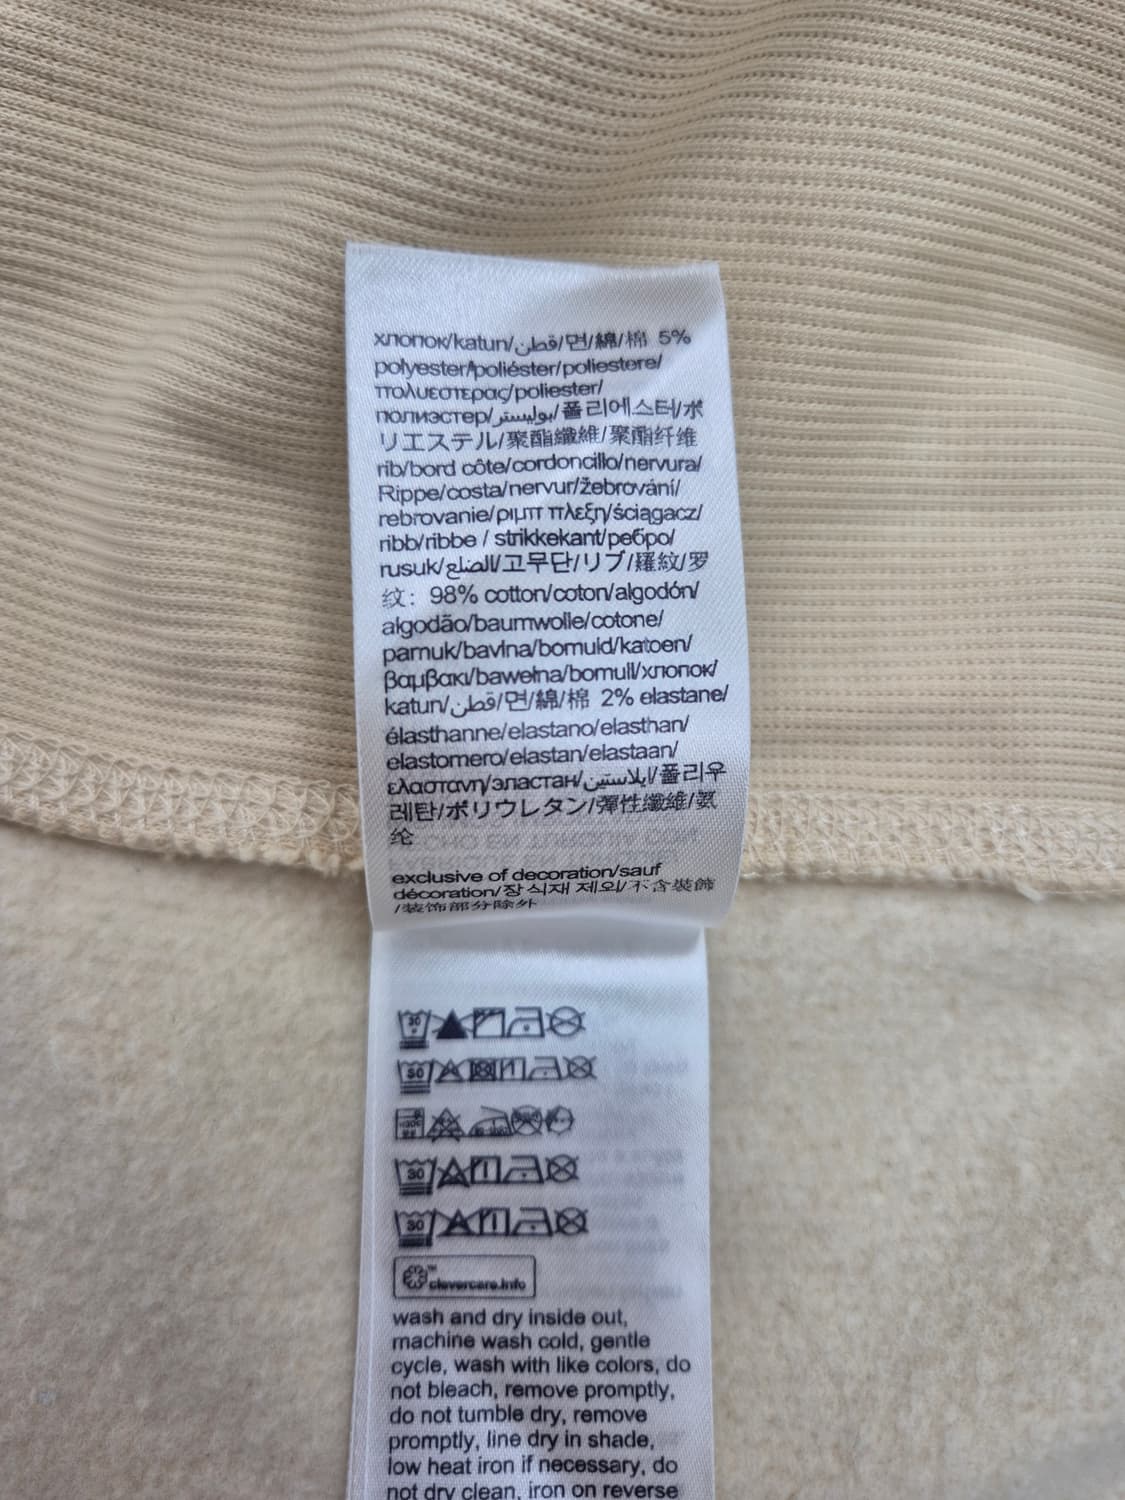 хлопок/katun/قطن/면/綿/棉 5%
polyester/poliéster/poliestere/
πολυεστερας/poliester/
полиэстер/بوليستر/폴리에스터/ポ
リエステル/聚酯纖維/聚酯纤维
rib/bord côte/cordoncillo/nervura/
Rippe/costa/nervur/žebrování/
rebrovanie/ριμπ πλεξη/ściągacz/
ribb/ribbe / strikkekant/ребро/
rusuk/الضلع/고무단/リブ/羅紋/罗
纹: 98% cotton/coton/algodón/
algodão/baumwolle/cotone/
pamuk/bavlna/bomuld/katoen/
βαμβακι/bawełna/bomull/хлопок/
katun/قطن/면/綿/棉 2% elastane/
élasthanne/elastano/elasthan/
elastomero/elastan/elastaan/
ελαστανη/эластан/ايلاستين/폴리우
레탄/ポリウレタン/彈性纖維/氨
纶
exclusive of decoration/sauf
décoration/장식재 제외/不含裝飾
/装饰部分除外
30
50
30
30
clevercare.info
wash and dry inside out,
machine wash cold, gentle
cycle, wash with like colors, do
not bleach, remove promptly,
do not tumble dry, remove
promptly, line dry in shade,
low heat iron if necessary, do
not dry clean, iron on reverse